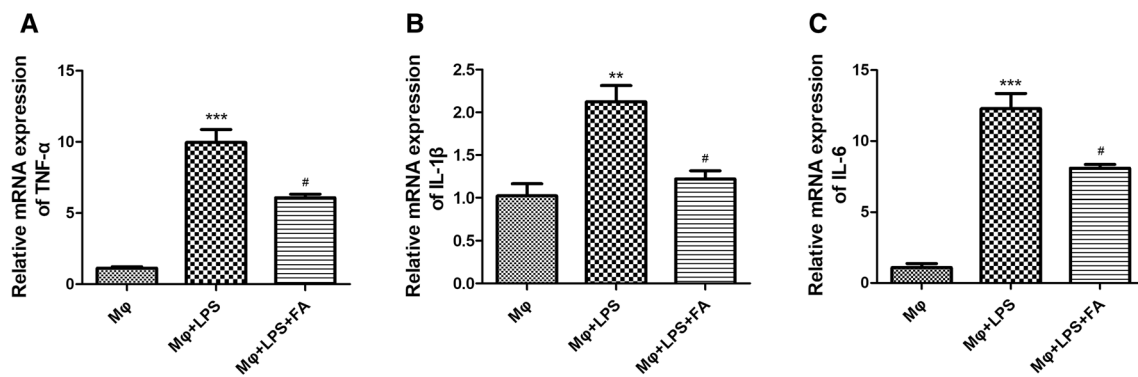 A
Relative mRNA expression
of TNF-α
15
10
5
0
***
#
Mφ
Mφ+LPS
Mφ+LPS+FA
B
Relative mRNA expression
of IL-1β
2.5
2.0
1.5
1.0
0.5
0.0
**
#
Mφ
Mφ+LPS
Mφ+LPS+FA
C
Relative mRNA expression
of IL-6
15
10
5
0
***
#
Mφ
Mφ+LPS
Mφ+LPS+FA